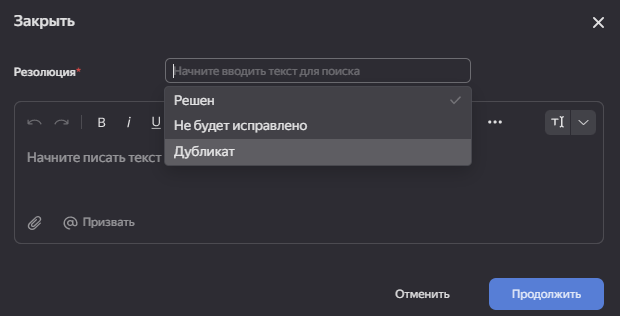 Закрыть
Резолюция*
Начните вводить текст для поиска
Решен
Не будет исправлено
Дубликат
B i U
Начните писать текст
@ Призвать
Отменить
Продолжить